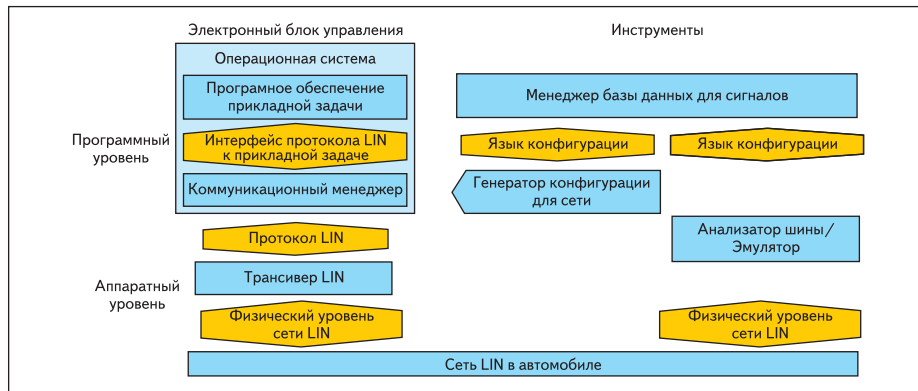 Электронный блок управления
Инструменты
Операционная система
Програмное обеспечение
прикладной задачи
Менеджер базы данных для сигналов
Программный
уровень
Интерфейс протокола LIN
к прикладной задаче
Язык конфигурации
Язык конфигурации
Коммуникационный менеджер
Генератор конфигурации
для сети
Протокол LIN
Анализатор шины/
Эмулятор
Аппаратный
уровень
Трансивер LIN
Физический уровень
сети LIN
Физический уровень
сети LIN
Сеть LIN в автомобиле